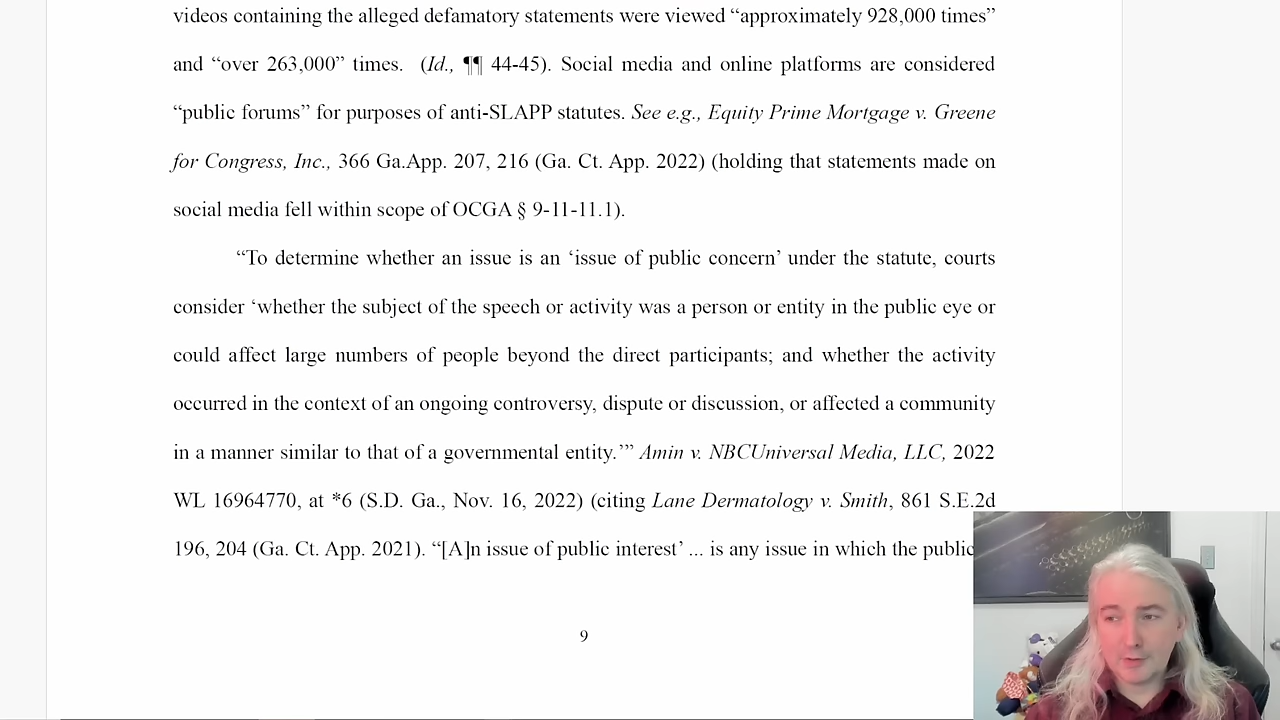 videos containing the alleged defamatory statements were viewed “approximately 928,000 times”
and “over 263,000” times. (Id., ¶¶ 44-45). Social media and online platforms are considered
“public forums” for purposes of anti-SLAPP statutes. See e.g., Equity Prime Mortgage v. Greene
for Congress, Inc., 366 Ga.App. 207, 216 (Ga. Ct. App. 2022) (holding that statements made on
social media fell within scope of OCGA § 9-11-11.1).
“To determine whether an issue is an ‘issue of public concern’ under the statute, courts
consider ‘whether the subject of the speech or activity was a person or entity in the public eye or
could affect large numbers of people beyond the direct participants; and whether the activity
occurred in the context of an ongoing controversy, dispute or discussion, or affected a community
in a manner similar to that of a governmental entity.’” Amin v. NBCUniversal Media, LLC, 2022
WL 16964770, at *6 (S.D. Ga., Nov. 16, 2022) (citing Lane Dermatology v. Smith, 861 S.E.2d
196, 204 (Ga. Ct. App. 2021). “[A]n issue of public interest’ ... is any issue in which the public
9